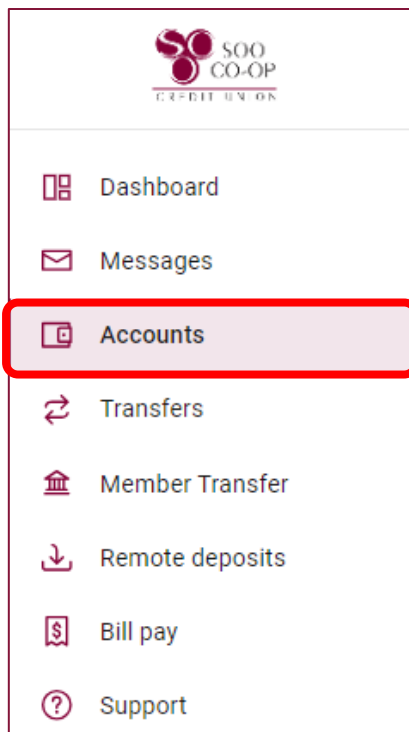 SOO
CO-OP
CREDIT UNION
Dashboard
Messages
Accounts
Transfers
Member Transfer
Remote deposits
$ Bill pay
? Support